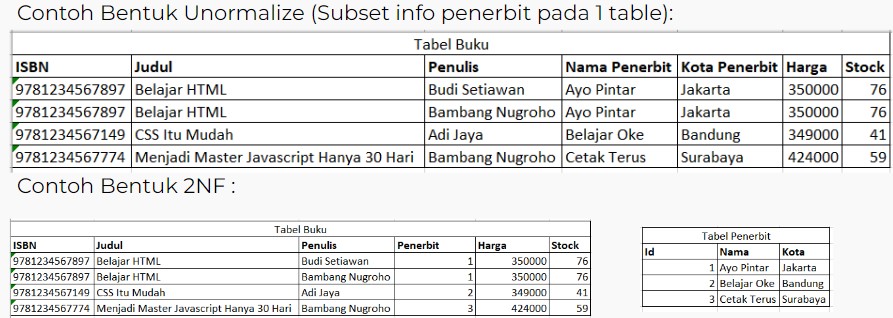 Contoh Bentuk Unormalize (Subset info penerbit pada 1 table):
Tabel Buku
ISBN Judul Penulis Nama Penerbit Kota Penerbit Harga Stock
9781234567897 Belajar HTML Budi Setiawan Ayo Pintar Jakarta 350000 76
9781234567897 Belajar HTML Bambang Nugroho Ayo Pintar Jakarta 350000 76
9781234567149 CSS Itu Mudah Adi Jaya Belajar Oke Bandung 349000 41
9781234567774 Menjadi Master Javascript Hanya 30 Hari Bambang Nugroho Cetak Terus Surabaya 424000 59
Contoh Bentuk 2NF :
Tabel Buku
ISBN Judul Penulis Penerbit Harga Stock
9781234567897 Belajar HTML Budi Setiawan 1 350000 76
9781234567897 Belajar HTML Bambang Nugroho 1 350000 76
9781234567149 CSS Itu Mudah Adi Jaya 2 349000 41
9781234567774 Menjadi Master Javascript Hanya 30 Hari Bambang Nugroho 3 424000 59
Tabel Penerbit
Id Nama Kota
1 Ayo Pintar Jakarta
2 Belajar Oke Bandung
3 Cetak Terus Surabaya